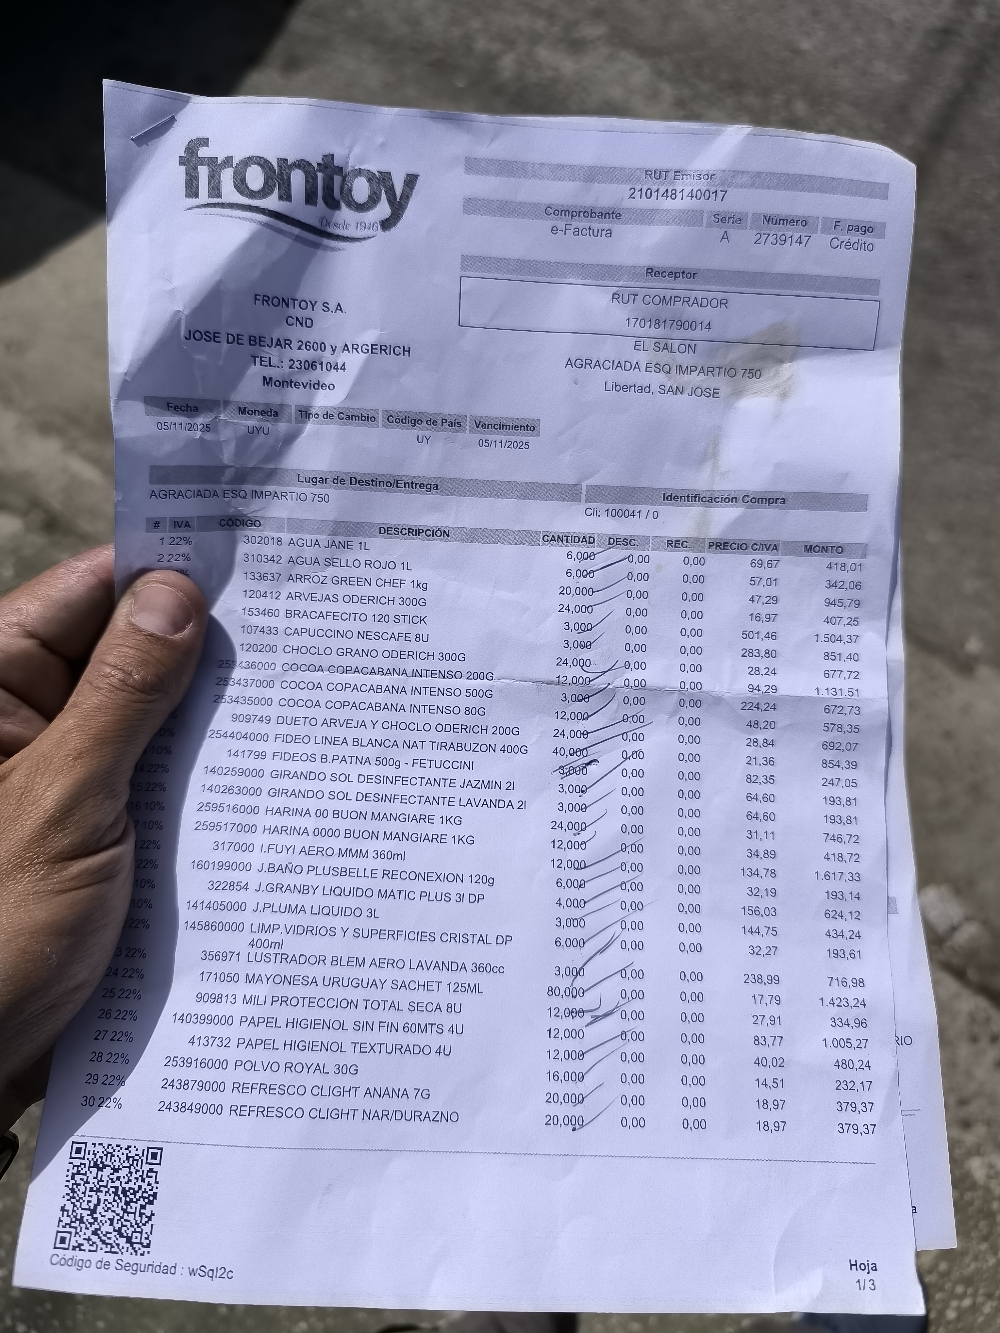 frontoy
Desde 1946
RUT Emisor
210148140017
Comprobante Serie Número F. pago
e-Factura A 2739147 Crédito
Receptor
RUT COMPRADOR
170181790014
EL SALON
AGRACIADA ESQ IMPARTIO 750
Libertad, SAN JOSE
FRONTOY S.A.
CND
JOSE DE BEJAR 2600 y ARGERICH
TEL.: 23061044
Montevideo
Fecha Moneda Tipo de Cambio Código de País Vencimiento
05/11/2025 UYU UY 05/11/2025
Lugar de Destino/Entrega Identificación Compra
AGRACIADA ESQ IMPARTIO 750 Cli: 100041 / 0
# IVA CÓDIGO DESCRIPCIÓN CANTIDAD DESC. REC. PRECIO C/IVA MONTO
1 22% 302018 AGUA JANE 1L 6,000 0,00 0,00 69,67 418,01
2 22% 310342 AGUA SELLO ROJO 1L 6,000 0,00 0,00 57,01 342,06
133637 ARROZ GREEN CHEF 1kg 20,000 0,00 0,00 47,29 945,79
120412 ARVEJAS ODERICH 300G 24,000 0,00 0,00 16,97 407,25
153460 BRACAFECITO 120 STICK 3,000 0,00 0,00 501,46 1.504,37
107433 CAPUCCINO NESCAFE 8U 3,000 0,00 0,00 283,80 851,40
120200 CHOCLO GRANO ODERICH 300G 24,000 0,00 0,00 28,24 677,72
253436000 COCOA COPACABANA INTENSO 200G 12,000 0,00 0,00 94,29 1.131,51
253437000 COCOA COPACABANA INTENSO 500G 3,000 0,00 0,00 224,24 672,73
253435000 COCOA COPACABANA INTENSO 80G 12,000 0,00 0,00 48,20 578,35
909749 DUETO ARVEJA Y CHOCLO ODERICH 200G 24,000 0,00 0,00 28,84 692,07
254404000 FIDEO LINEA BLANCA NAT TIRABUZON 400G 40,000 0,00 0,00 21,36 854,39
10% 141799 FIDEOS B.PATNA 500g - FETUCCINI 3,000 0,00 0,00 82,35 247,05
14 22% 140259000 GIRANDO SOL DESINFECTANTE JAZMIN 2l 3,000 0,00 0,00 64,60 193,81
15 22% 140263000 GIRANDO SOL DESINFECTANTE LAVANDA 2l 3,000 0,00 0,00 64,60 193,81
16 10% 259516000 HARINA 00 BUON MANGIARE 1KG 24,000 0,00 0,00 31,11 746,72
10% 259517000 HARINA 0000 BUON MANGIARE 1KG 12,000 0,00 0,00 34,89 418,72
22% 317000 I.FUYI AERO MMM 360ml 12,000 0,00 0,00 134,78 1.617,33
22% 160199000 J.BAÑO PLUSBELLE RECONEXION 120g 6,000 0,00 0,00 32,19 193,14
10% 322854 J.GRANBY LIQUIDO MATIC PLUS 3l DP 4,000 0,00 0,00 156,03 624,12
10% 141405000 J.PLUMA LIQUIDO 3L 3,000 0,00 0,00 144,75 434,24
22% 145860000 LIMP.VIDRIOS Y SUPERFICIES CRISTAL DP 6,000 0,00 0,00 32,27 193,61
400ml
22% 356971 LUSTRADOR BLEM AERO LAVANDA 360cc 3,000 0,00 0,00 238,99 716,98
24 22% 171050 MAYONESA URUGUAY SACHET 125ML 80,000 0,00 0,00 17,79 1.423,24
25 22% 909813 MILI PROTECCION TOTAL SECA 8U 12,000 0,00 0,00 27,91 334,96
26 22% 140399000 PAPEL HIGIENOL SIN FIN 60MTS 4U 12,000 0,00 0,00 83,77 1.005,27
27 22% 413732 PAPEL HIGIENOL TEXTURADO 4U 12,000 0,00 0,00 40,02 480,24
28 22% 253916000 POLVO ROYAL 30G 16,000 0,00 0,00 14,51 232,17
29 22% 243879000 REFRESCO CLIGHT ANANA 7G 20,000 0,00 0,00 18,97 379,37
30 22% 243849000 REFRESCO CLIGHT NAR/DURAZNO 20,000 0,00 0,00 18,97 379,37
Código de Seguridad : wSqI2c
Hoja
1/ 3